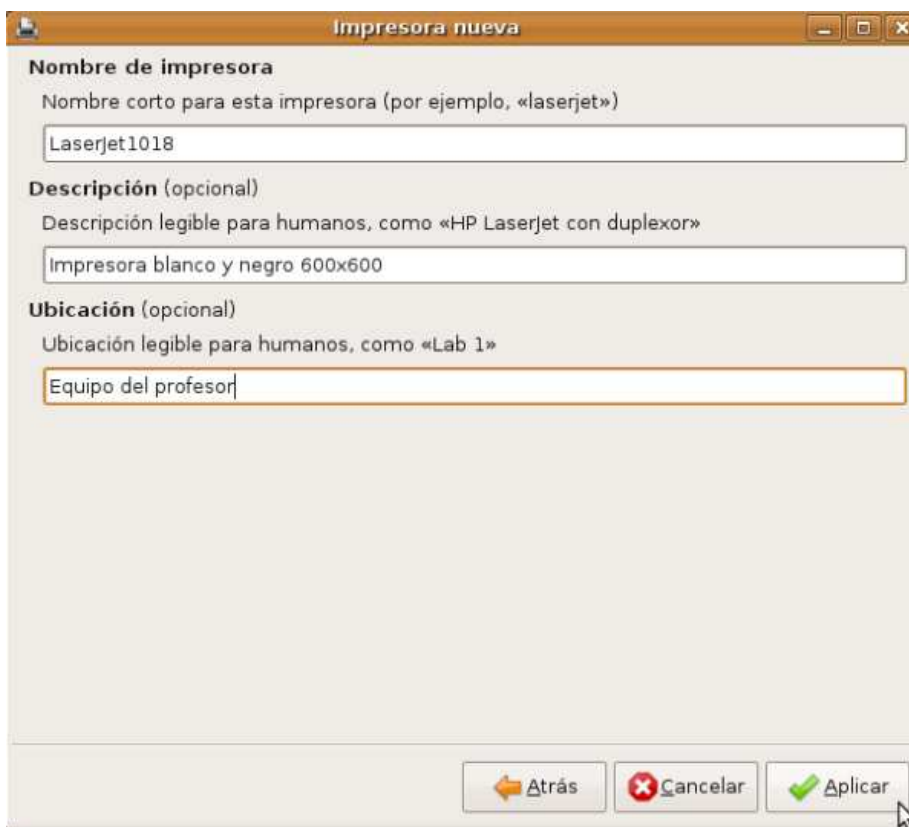 Impresora nueva
Nombre de impresora
Nombre corto para esta impresora (por ejemplo, «laserjet»)
LaserJet1018
Descripción (opcional)
Descripción legible para humanos, como «HP LaserJet con duplexor»
Impresora blanco y negro 600x600
Ubicación (opcional)
Ubicación legible para humanos, como «Lab 1»
Equipo del profesor
Atrás Cancelar Aplicar